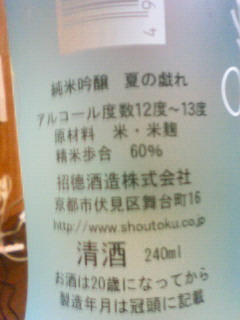 純米吟醸 夏の戯れ
アルコール度数12度～13度
原材料 米・米麹
精米歩合 60%
招德酒造株式会社
京都市伏見区舞台町16
http://www.shoutoku.co.jp
清酒 240ml
お酒は20歳になってから
製造年月は冠頭に記載